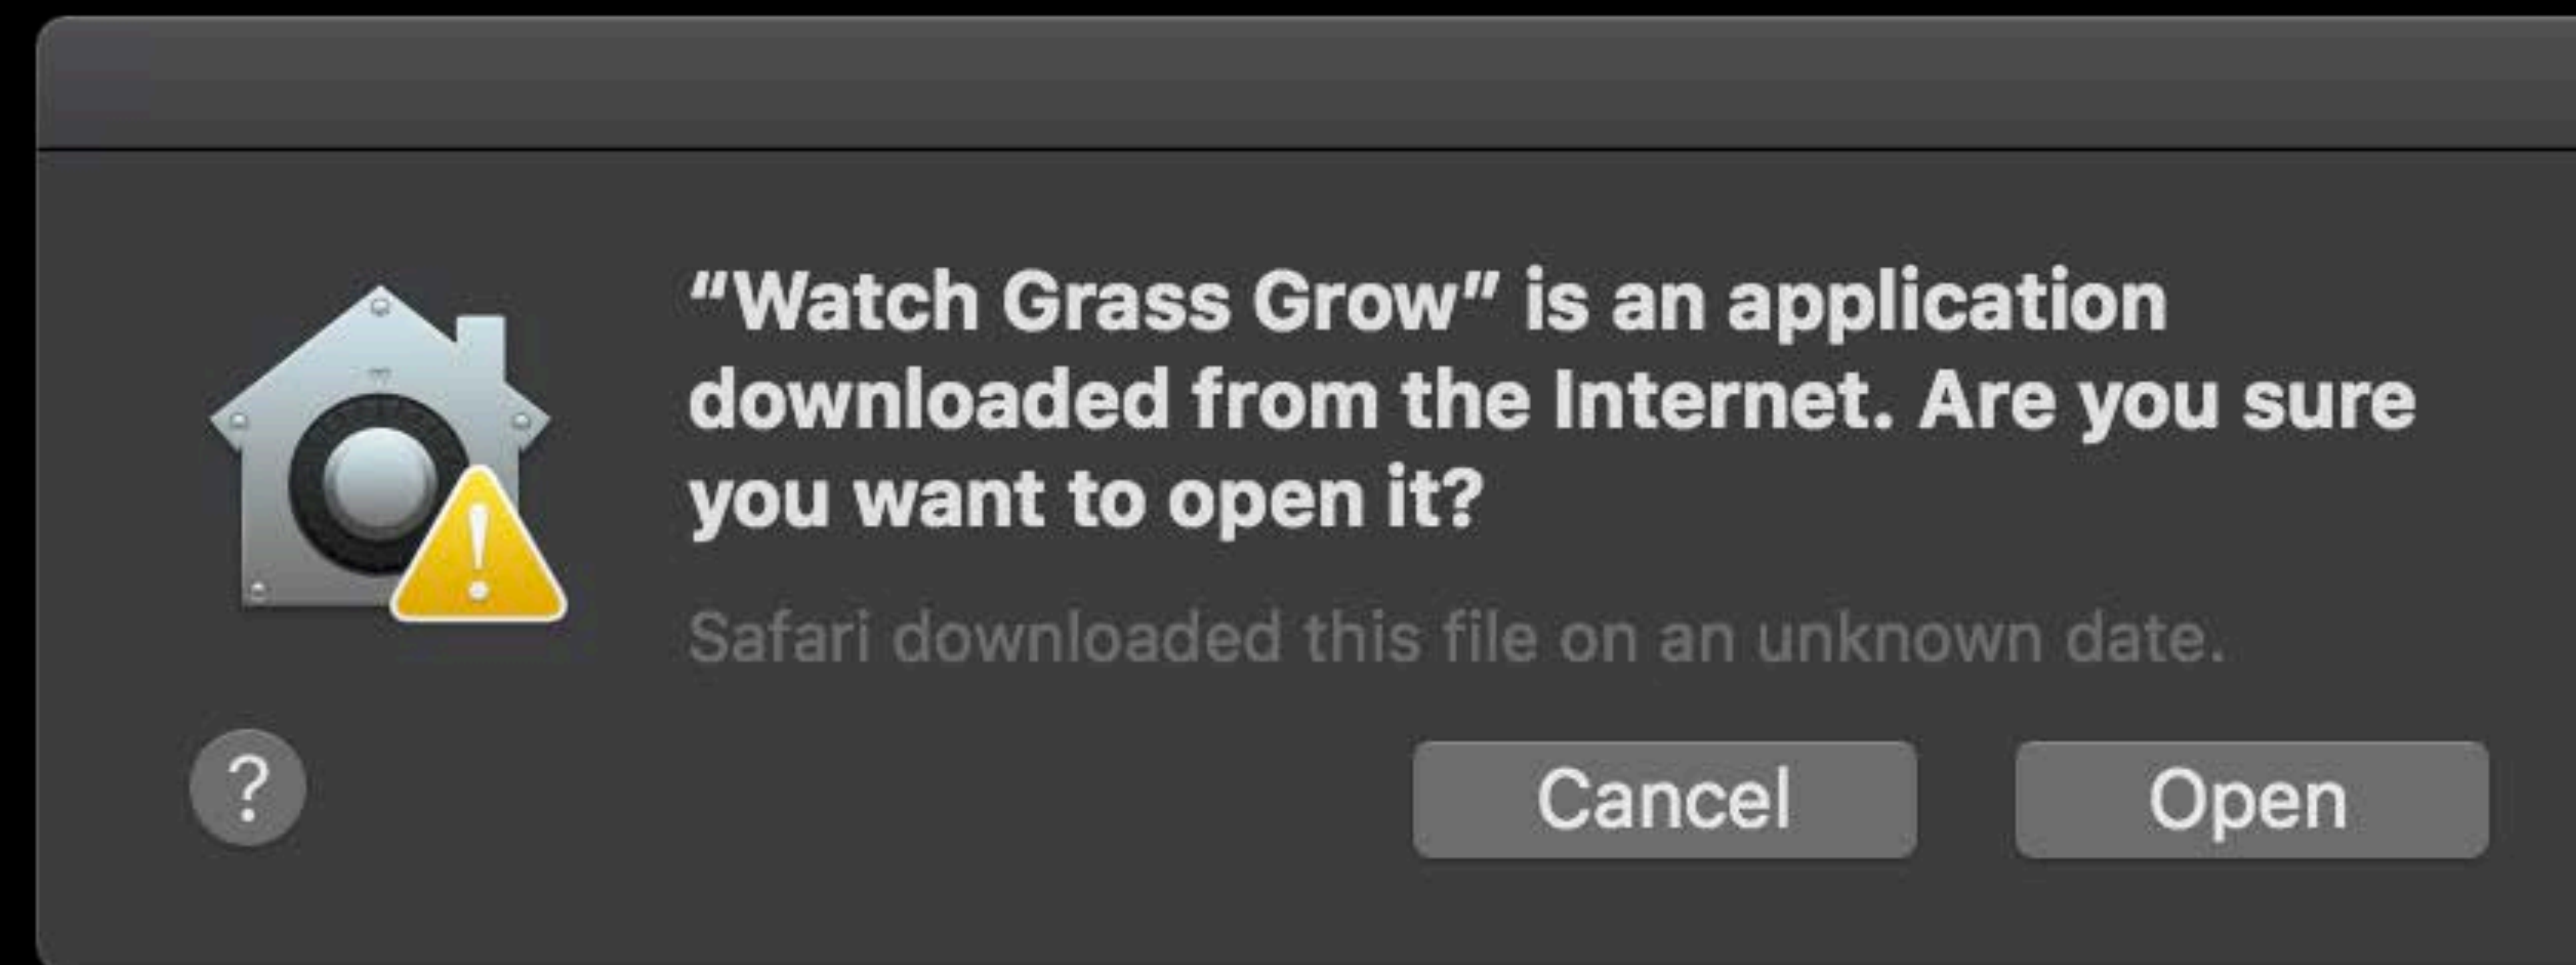 “Watch Grass Grow” is an application
downloaded from the Internet. Are you sure
you want to open it?
Safari downloaded this file on an unknown date.
?
Cancel
Open